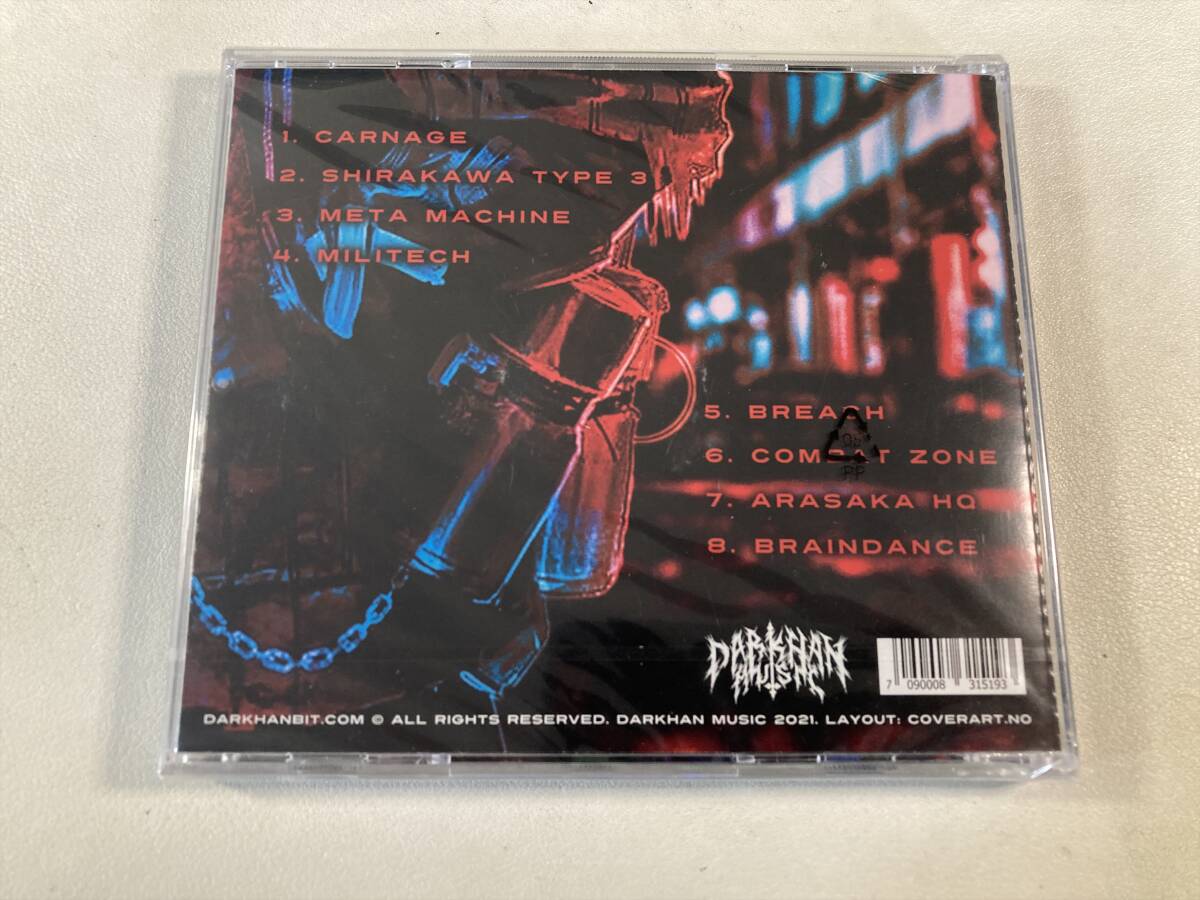 1. CARNAGE
2. SHIRAKAWA TYPE 3
3. META MACHINE
4. MILITECH
5. BREACH
6. COMBAT ZONE
7. ARASAKA HQ
8. BRAINDANCE
PP
DARKHAN
MUSIC
7 090008 315193
DARKHANBIT.COM © ALL RIGHTS RESERVED. DARKHAN MUSIC 2021. LAYOUT: COVERART.NO